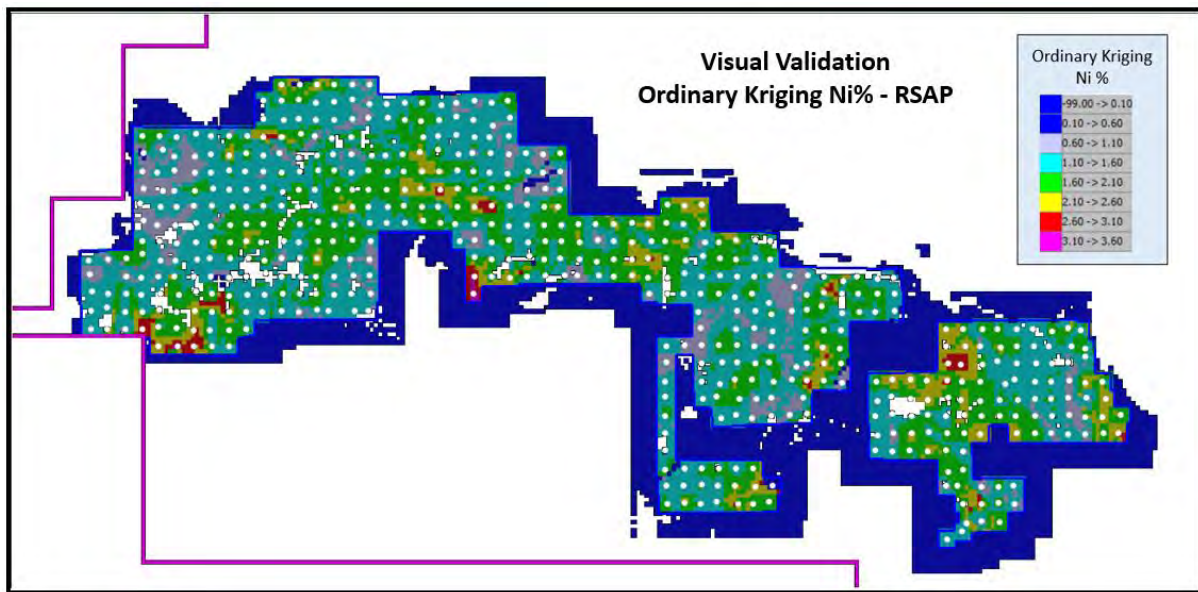 Visual Validation
Ordinary Kriging Ni% - RSAP
Ordinary Kriging
Ni %
-99.00 -> 0.10
0.10 -> 0.60
0.60 -> 1.10
1.10 -> 1.60
1.60 -> 2.10
2.10 -> 2.60
2.60 -> 3.10
3.10 -> 3.60